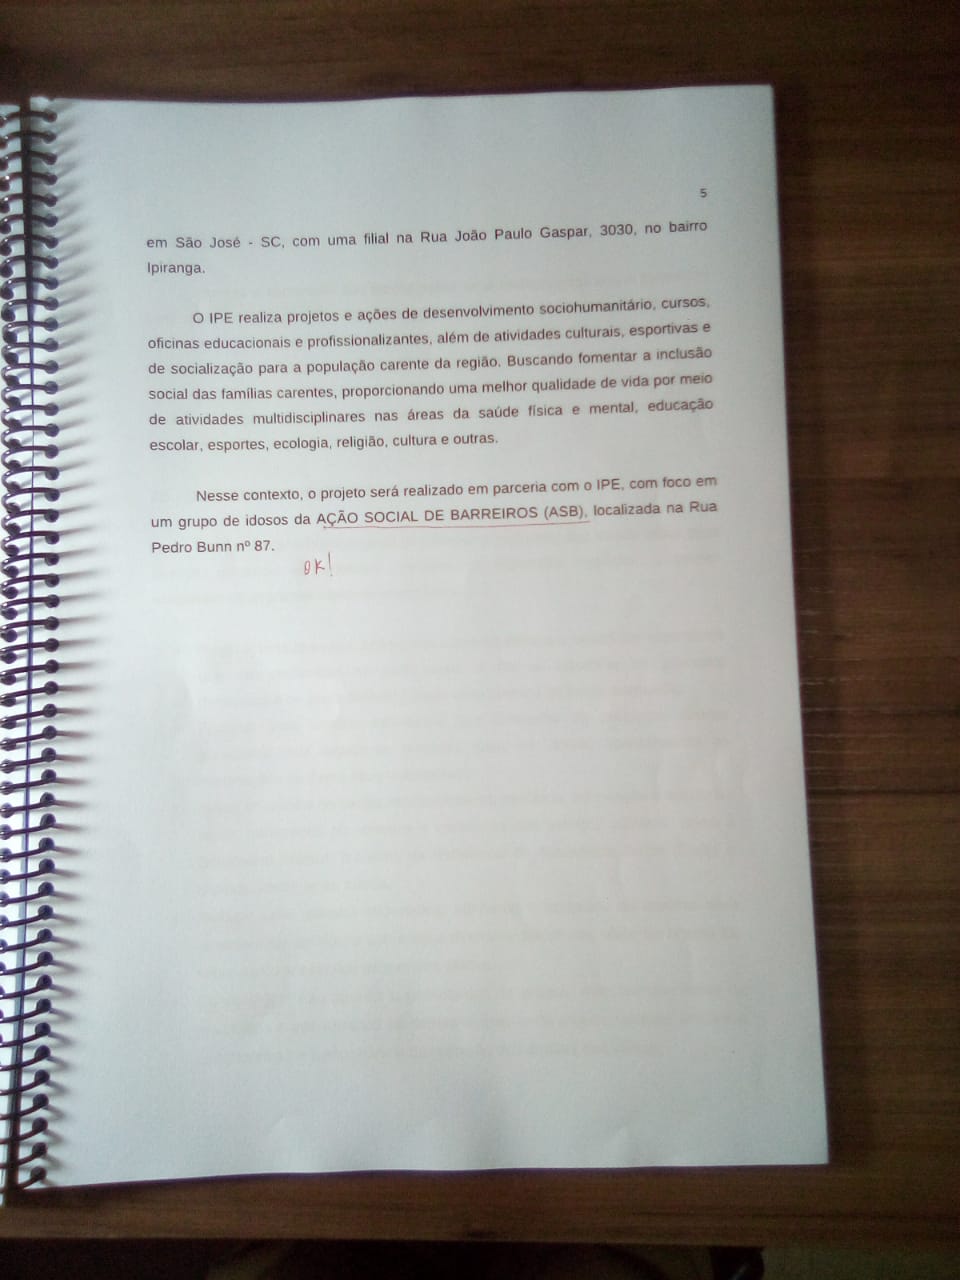 5
em São José - SC, com uma filial na Rua João Paulo Gaspar, 3030, no bairro
Ipiranga.
O IPE realiza projetos e ações de desenvolvimento sociohumanitário, cursos,
oficinas educacionais e profissionalizantes, além de atividades culturais, esportivas e
de socialização para a população carente da região. Buscando fomentar a inclusão
social das famílias carentes, proporcionando uma melhor qualidade de vida por meio
de atividades multidisciplinares nas áreas da saúde física e mental, educação
escolar, esportes, ecologia, religião, cultura e outras.
Nesse contexto, o projeto será realizado em parceria com o IPE, com foco em
um grupo de idosos da AÇÃO SOCIAL DE BARREIROS (ASB), localizada na Rua
Pedro Bunn nº 87.
OK!